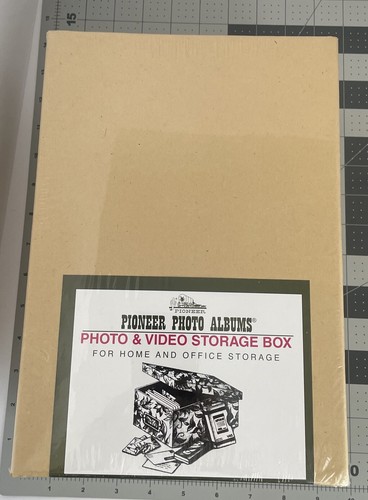 15
PIONEER
PIONEER PHOTO ALBUMS®
PHOTO & VIDEO STORAGE BOX
FOR HOME AND OFFICE STORAGE
0
1 2 3 4 5 6 7 8 9